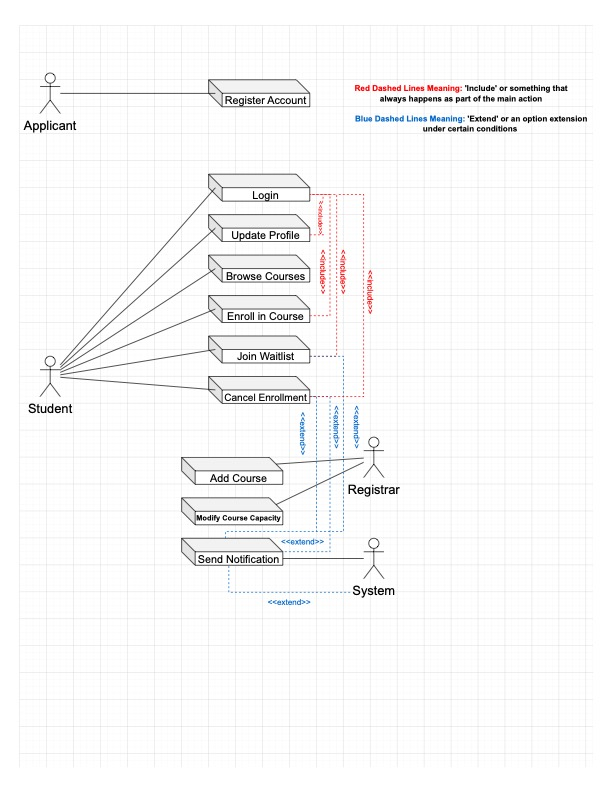 Red Dashed Lines Meaning: 'Include' or something that
always happens as part of the main action
Register Account
Blue Dashed Lines Meaning: 'Extend' or an option extension
under certain conditions
Applicant
Login
<<include>>
Update Profile
<<include>>
<<include>>
<<include>>
Browse Courses
Enroll in Course
Join Waitlist
Cancel Enrollment
Student
<<extend>>
<<extend>>
<<extend>>
Add Course
Registrar
Modify Course Capacity
<<extend>>
Send Notification
System
<<extend>>